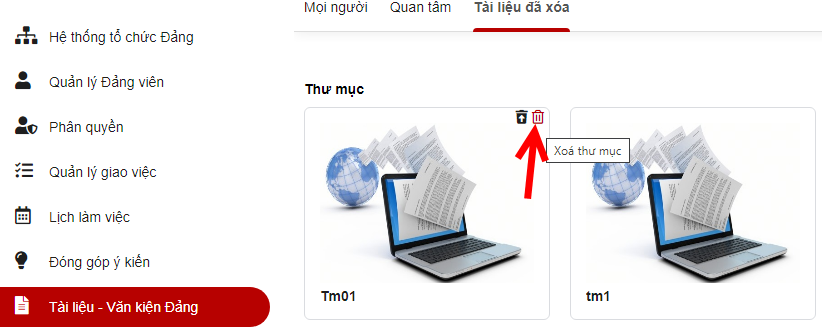 Mọi người Quan tâm Tài liệu đã xóa
Hệ thống tổ chức Đảng
Quản lý Đảng viên
Phân quyền
Quản lý giao việc
Lịch làm việc
Đóng góp ý kiến
Tài liệu - Văn kiện Đảng
Thư mục
Xoá thư mục
Tm01
tm1